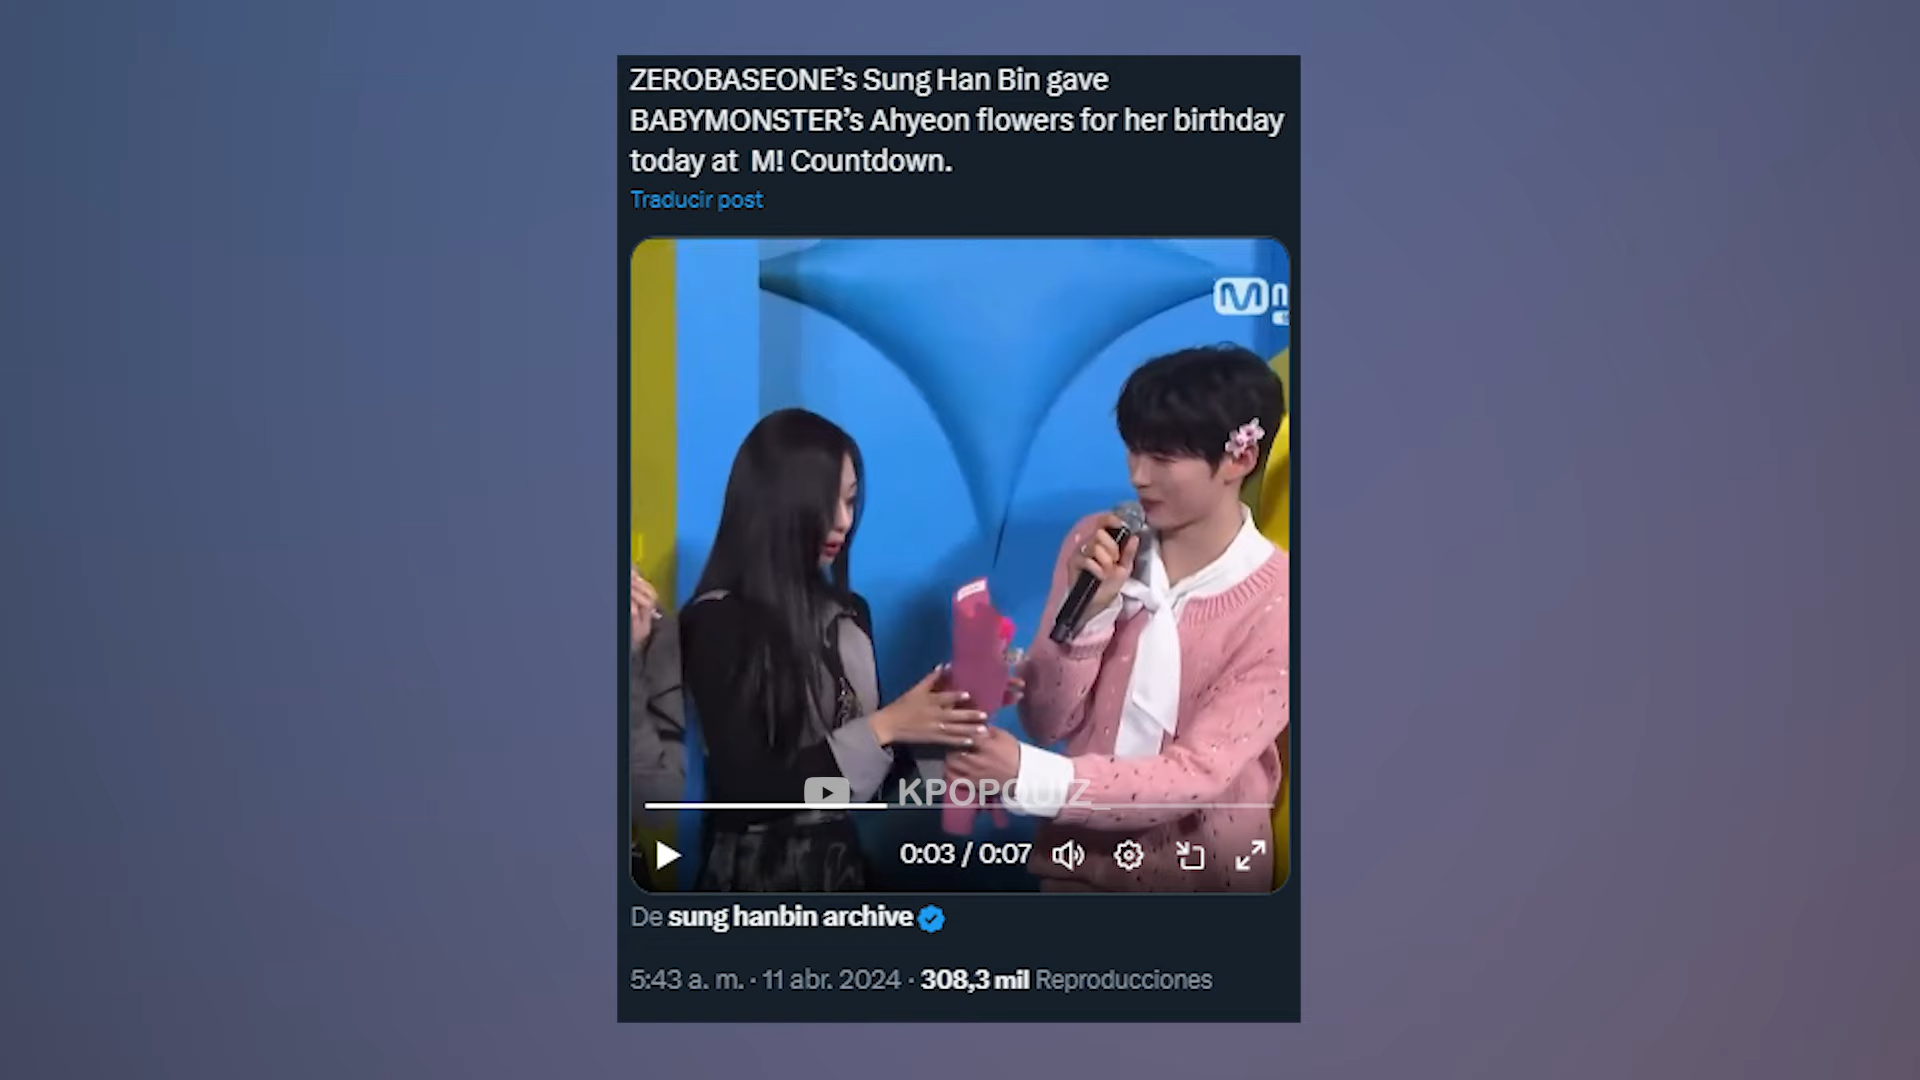 ZEROBASEONE’s Sung Han Bin gave
BABYMONSTER’s Ahyeon flowers for her birthday
today at M! Countdown.
Traducir post
M
KPOPQUIZ_
0:03 / 0:07
De sung hanbin archive
5:43 a. m. · 11 abr. 2024 · 308,3 mil Reproducciones